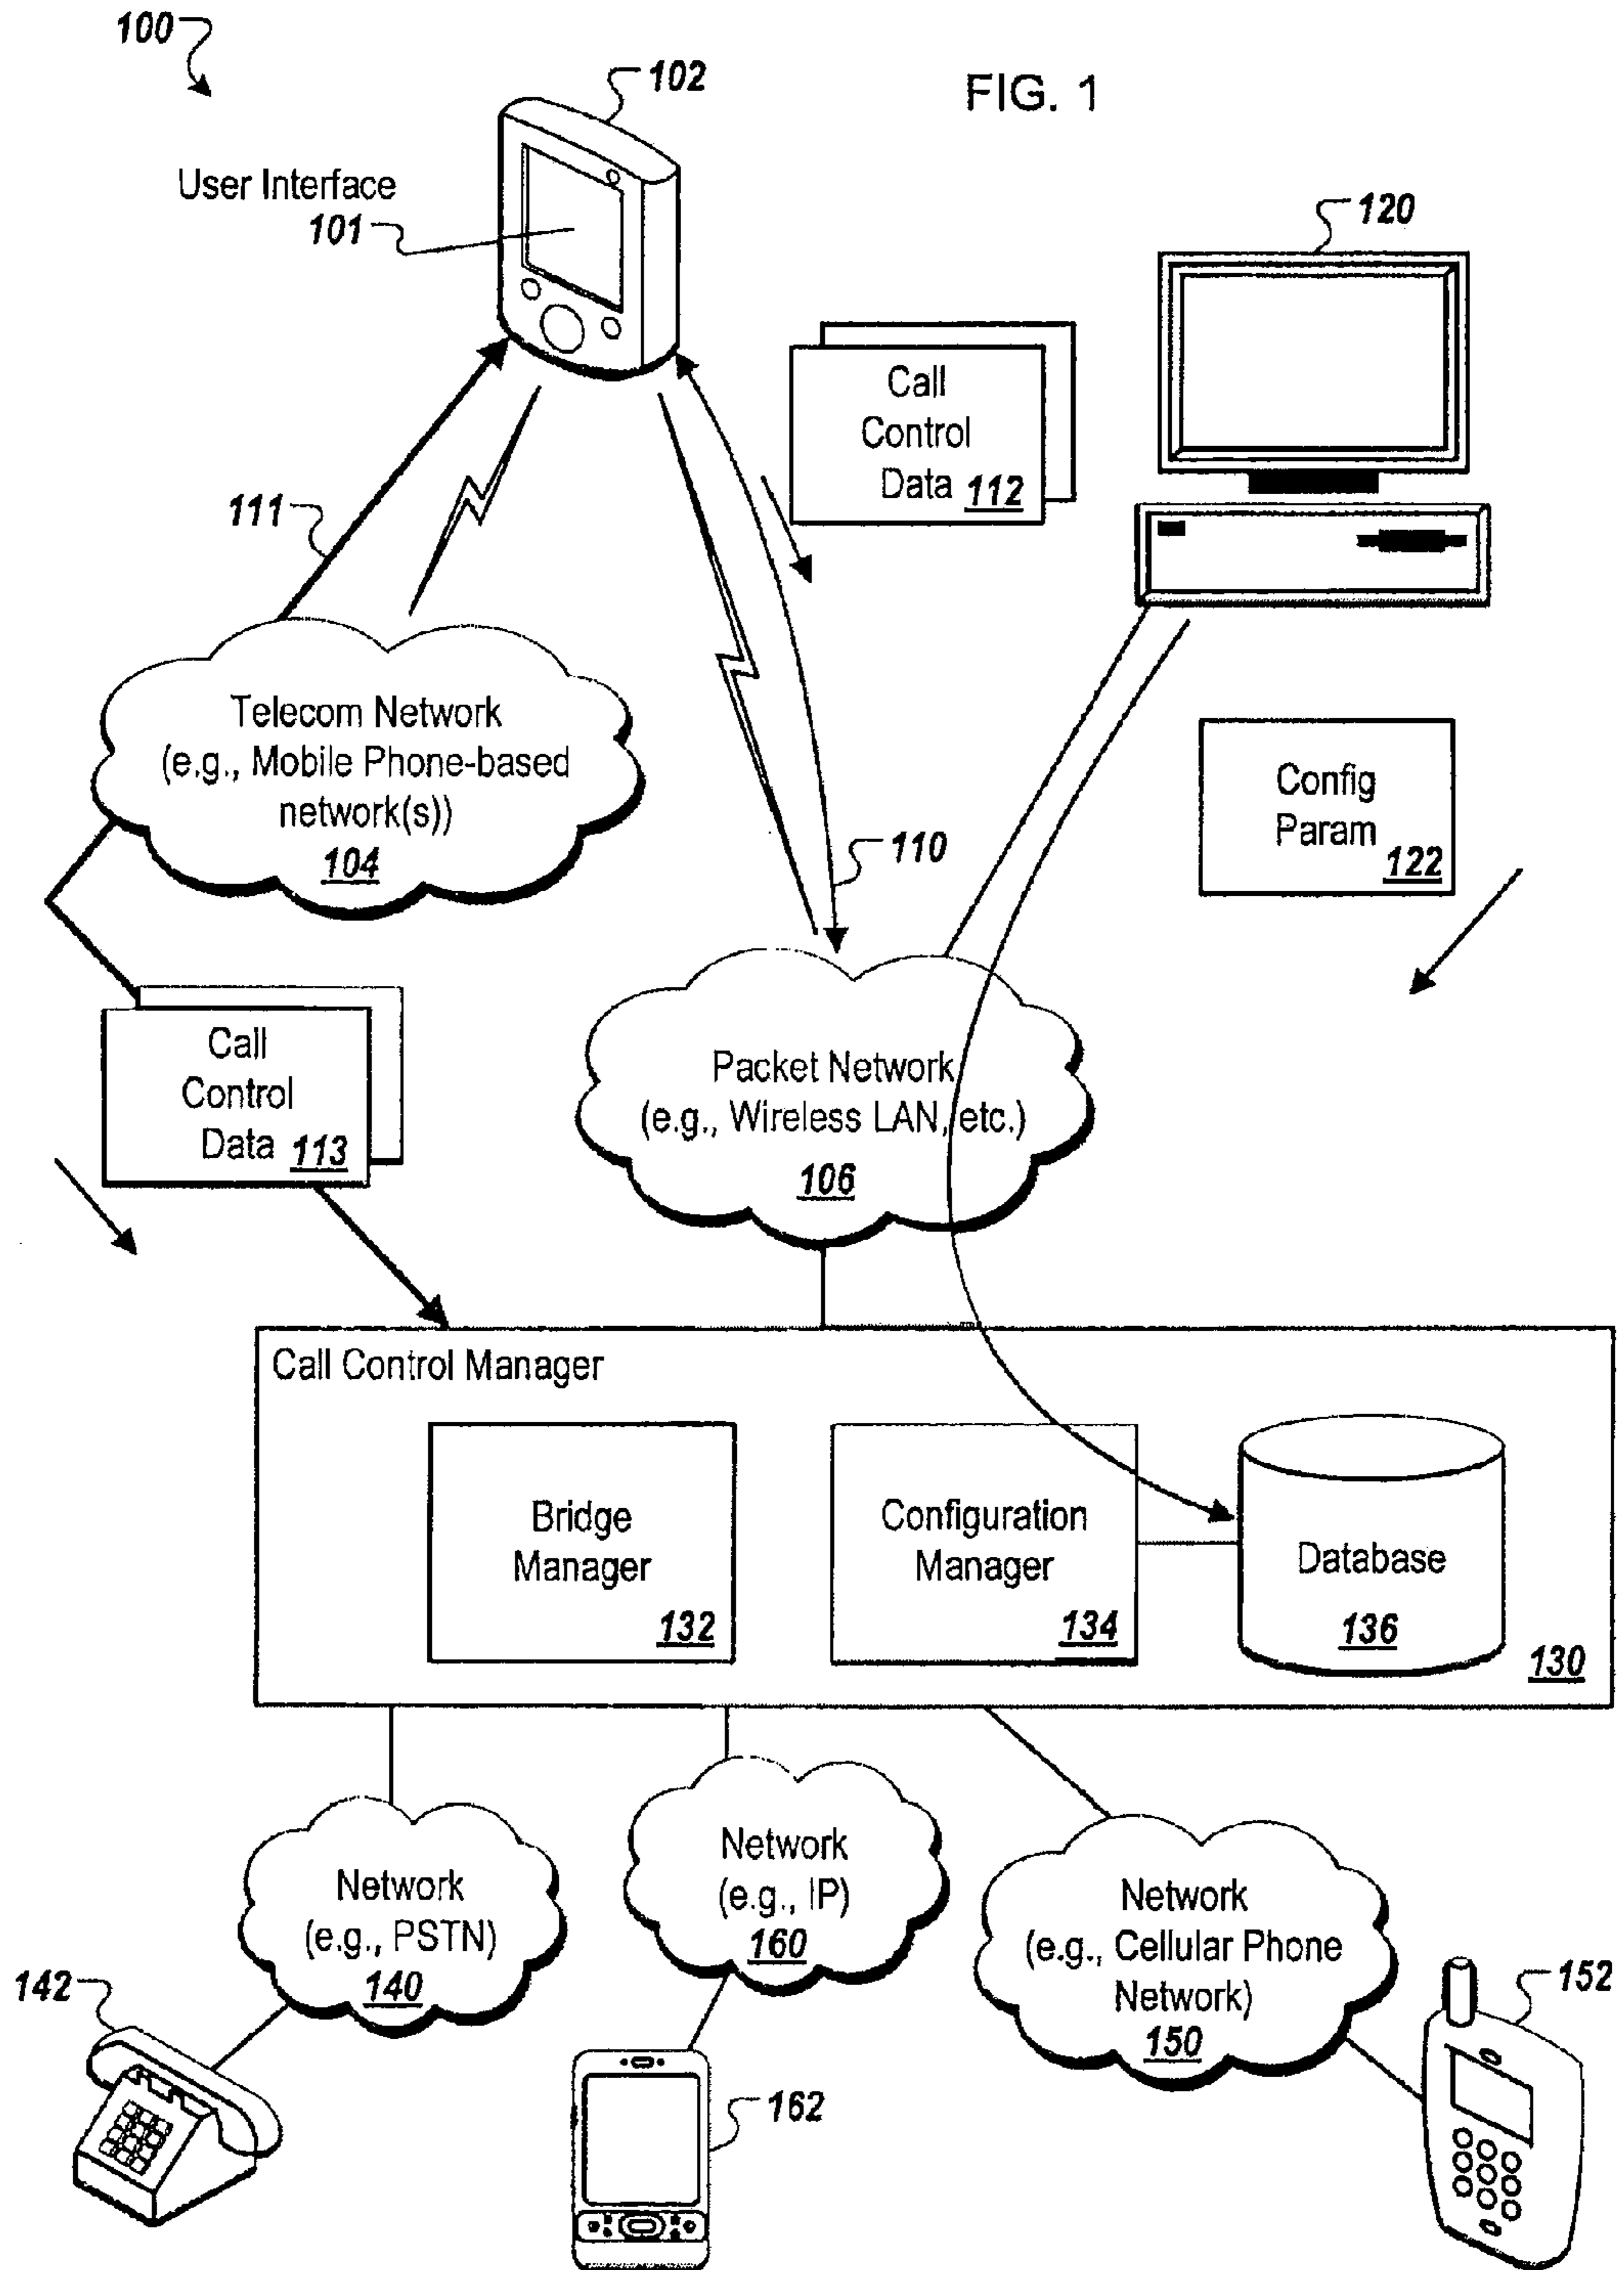 100
102
FIG. 1
User Interface
101
120
Call
Control
Data 112
111
Telecom Network
(e.g., Mobile Phone-based
network(s))
104
Config
Param
122
110
Call
Control
Data 113
Packet Network
(e.g., Wireless LAN, etc.)
106
Call Control Manager
Bridge
Manager
132
Configuration
Manager
134
Database
136
130
Network
(e.g., PSTN)
140
Network
(e.g., IP)
160
Network
(e.g., Cellular Phone
Network)
150
142
162
152